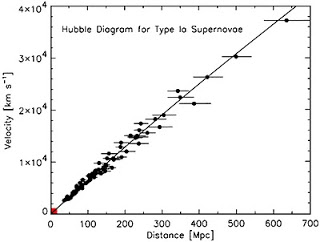 Hubble Diagram for Type Ia Supernovae
Velocity [km s⁻¹]
4×10⁴
3×10⁴
2×10⁴
1×10⁴
0
0 100 200 300 400 500 600 700
Distance [Mpc]